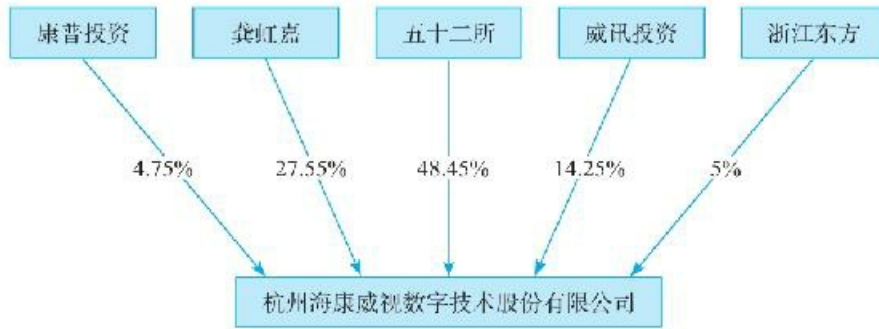 康普投资
龚虹嘉
五十二所
威讯投资
浙江东方
4.75%
27.55%
48.45%
14.25%
5%
杭州海康威视数字技术股份有限公司